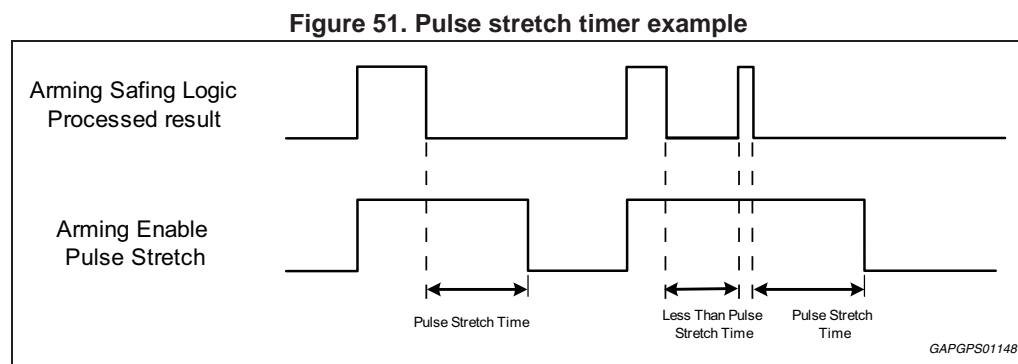 Figure 51. Pulse stretch timer example
Arming Safing Logic
Processed result
Arming Enable
Pulse Stretch
Pulse Stretch Time
Less Than Pulse
Stretch Time
Pulse Stretch
Time
GAPGPS01148